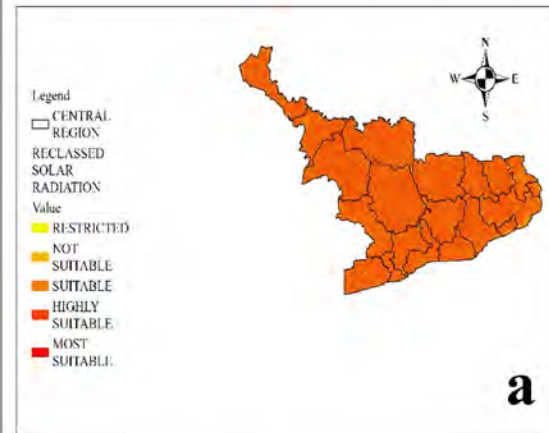 N
W E
S
Legend
CENTRAL
REGION
RECLASSED
SOLAR
RADIATION
Value
RESTRICTED
NOT
SUITABLE
SUITABLE
HIGHLY
SUITABLE
MOST
SUITABLE
a